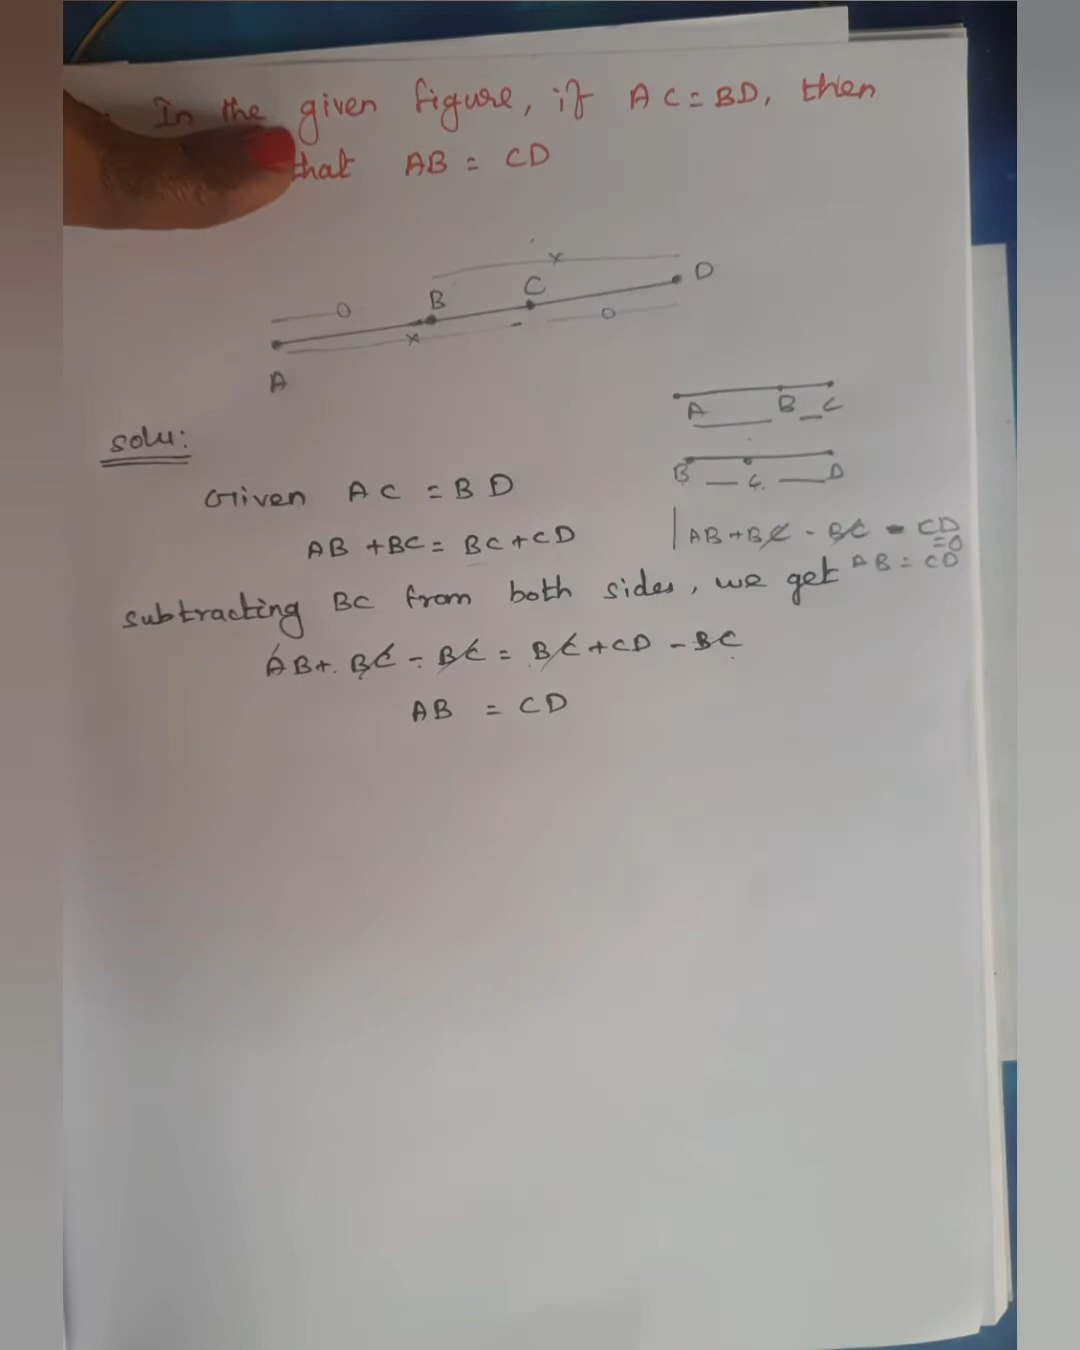 In the given figure, if AC = BD, then
that AB = CD
x
D
C
B
o
o
x
A
A B C
solu:
B C D
Given AC = BD
AB + BC = BC + CD
AB + BC - BC - CD
= 0
AB = CD
subtracting BC from both sides, we get
AB + BC - BC = BC + CD - BC
AB = CD